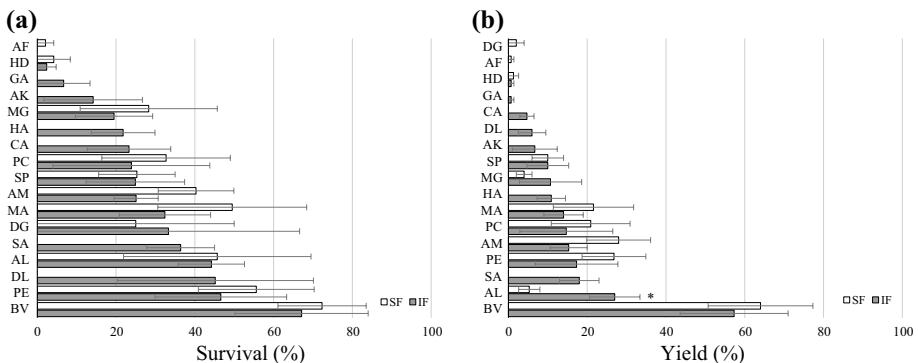 (a)
AF
HD
GA
AK
MG
HA
CA
PC
SP
AM
MA
DG
SA
AL
DL
PE
BV
SF IF
0 20 40 60 80 100
Survival (%)
(b)
DG
AF
HD
GA
CA
DL
AK
SP
MG
HA
MA
PC
AM
PE
SA
AL
*
BV
SF IF
0 20 40 60 80 100
Yield (%)